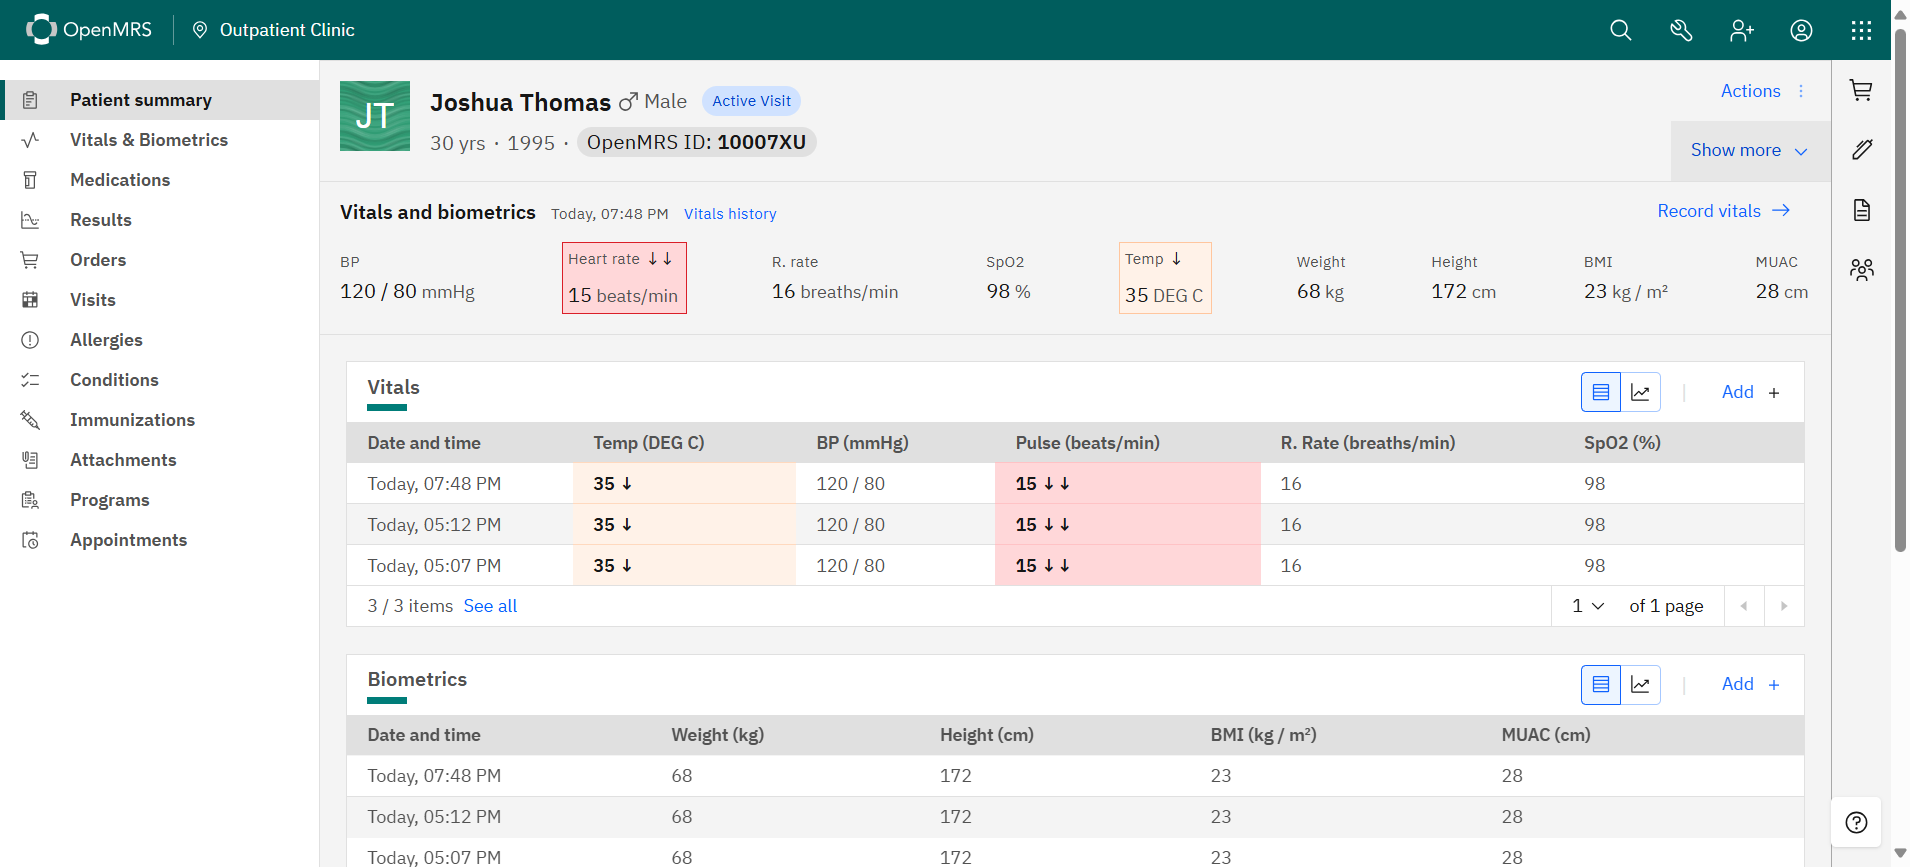 OpenMRS Outpatient Clinic
Patient summary
Vitals & Biometrics
Medications
Results
Orders
Visits
Allergies
Conditions
Immunizations
Attachments
Programs
Appointments
JT
Joshua Thomas Male Active Visit
30 yrs · 1995 · OpenMRS ID: 10007XU
Actions
Show more
Vitals and biometrics Today, 07:48 PM Vitals history Record vitals
BP Heart rate ↓↓ R. rate SpO2 Temp ↓ Weight Height BMI MUAC
120 / 80 mmHg 15 beats/min 16 breaths/min 98 % 35 DEG C 68 kg 172 cm 23 kg / m² 28 cm
Vitals Add +
Date and time Temp (DEG C) BP (mmHg) Pulse (beats/min) R. Rate (breaths/min) SpO2 (%)
Today, 07:48 PM 35 ↓ 120 / 80 15 ↓↓ 16 98
Today, 05:12 PM 35 ↓ 120 / 80 15 ↓↓ 16 98
Today, 05:07 PM 35 ↓ 120 / 80 15 ↓↓ 16 98
3 / 3 items See all 1 of 1 page
Biometrics Add +
Date and time Weight (kg) Height (cm) BMI (kg / m²) MUAC (cm)
Today, 07:48 PM 68 172 23 28
Today, 05:12 PM 68 172 23 28
Today, 05:07 PM 68 172 23 28